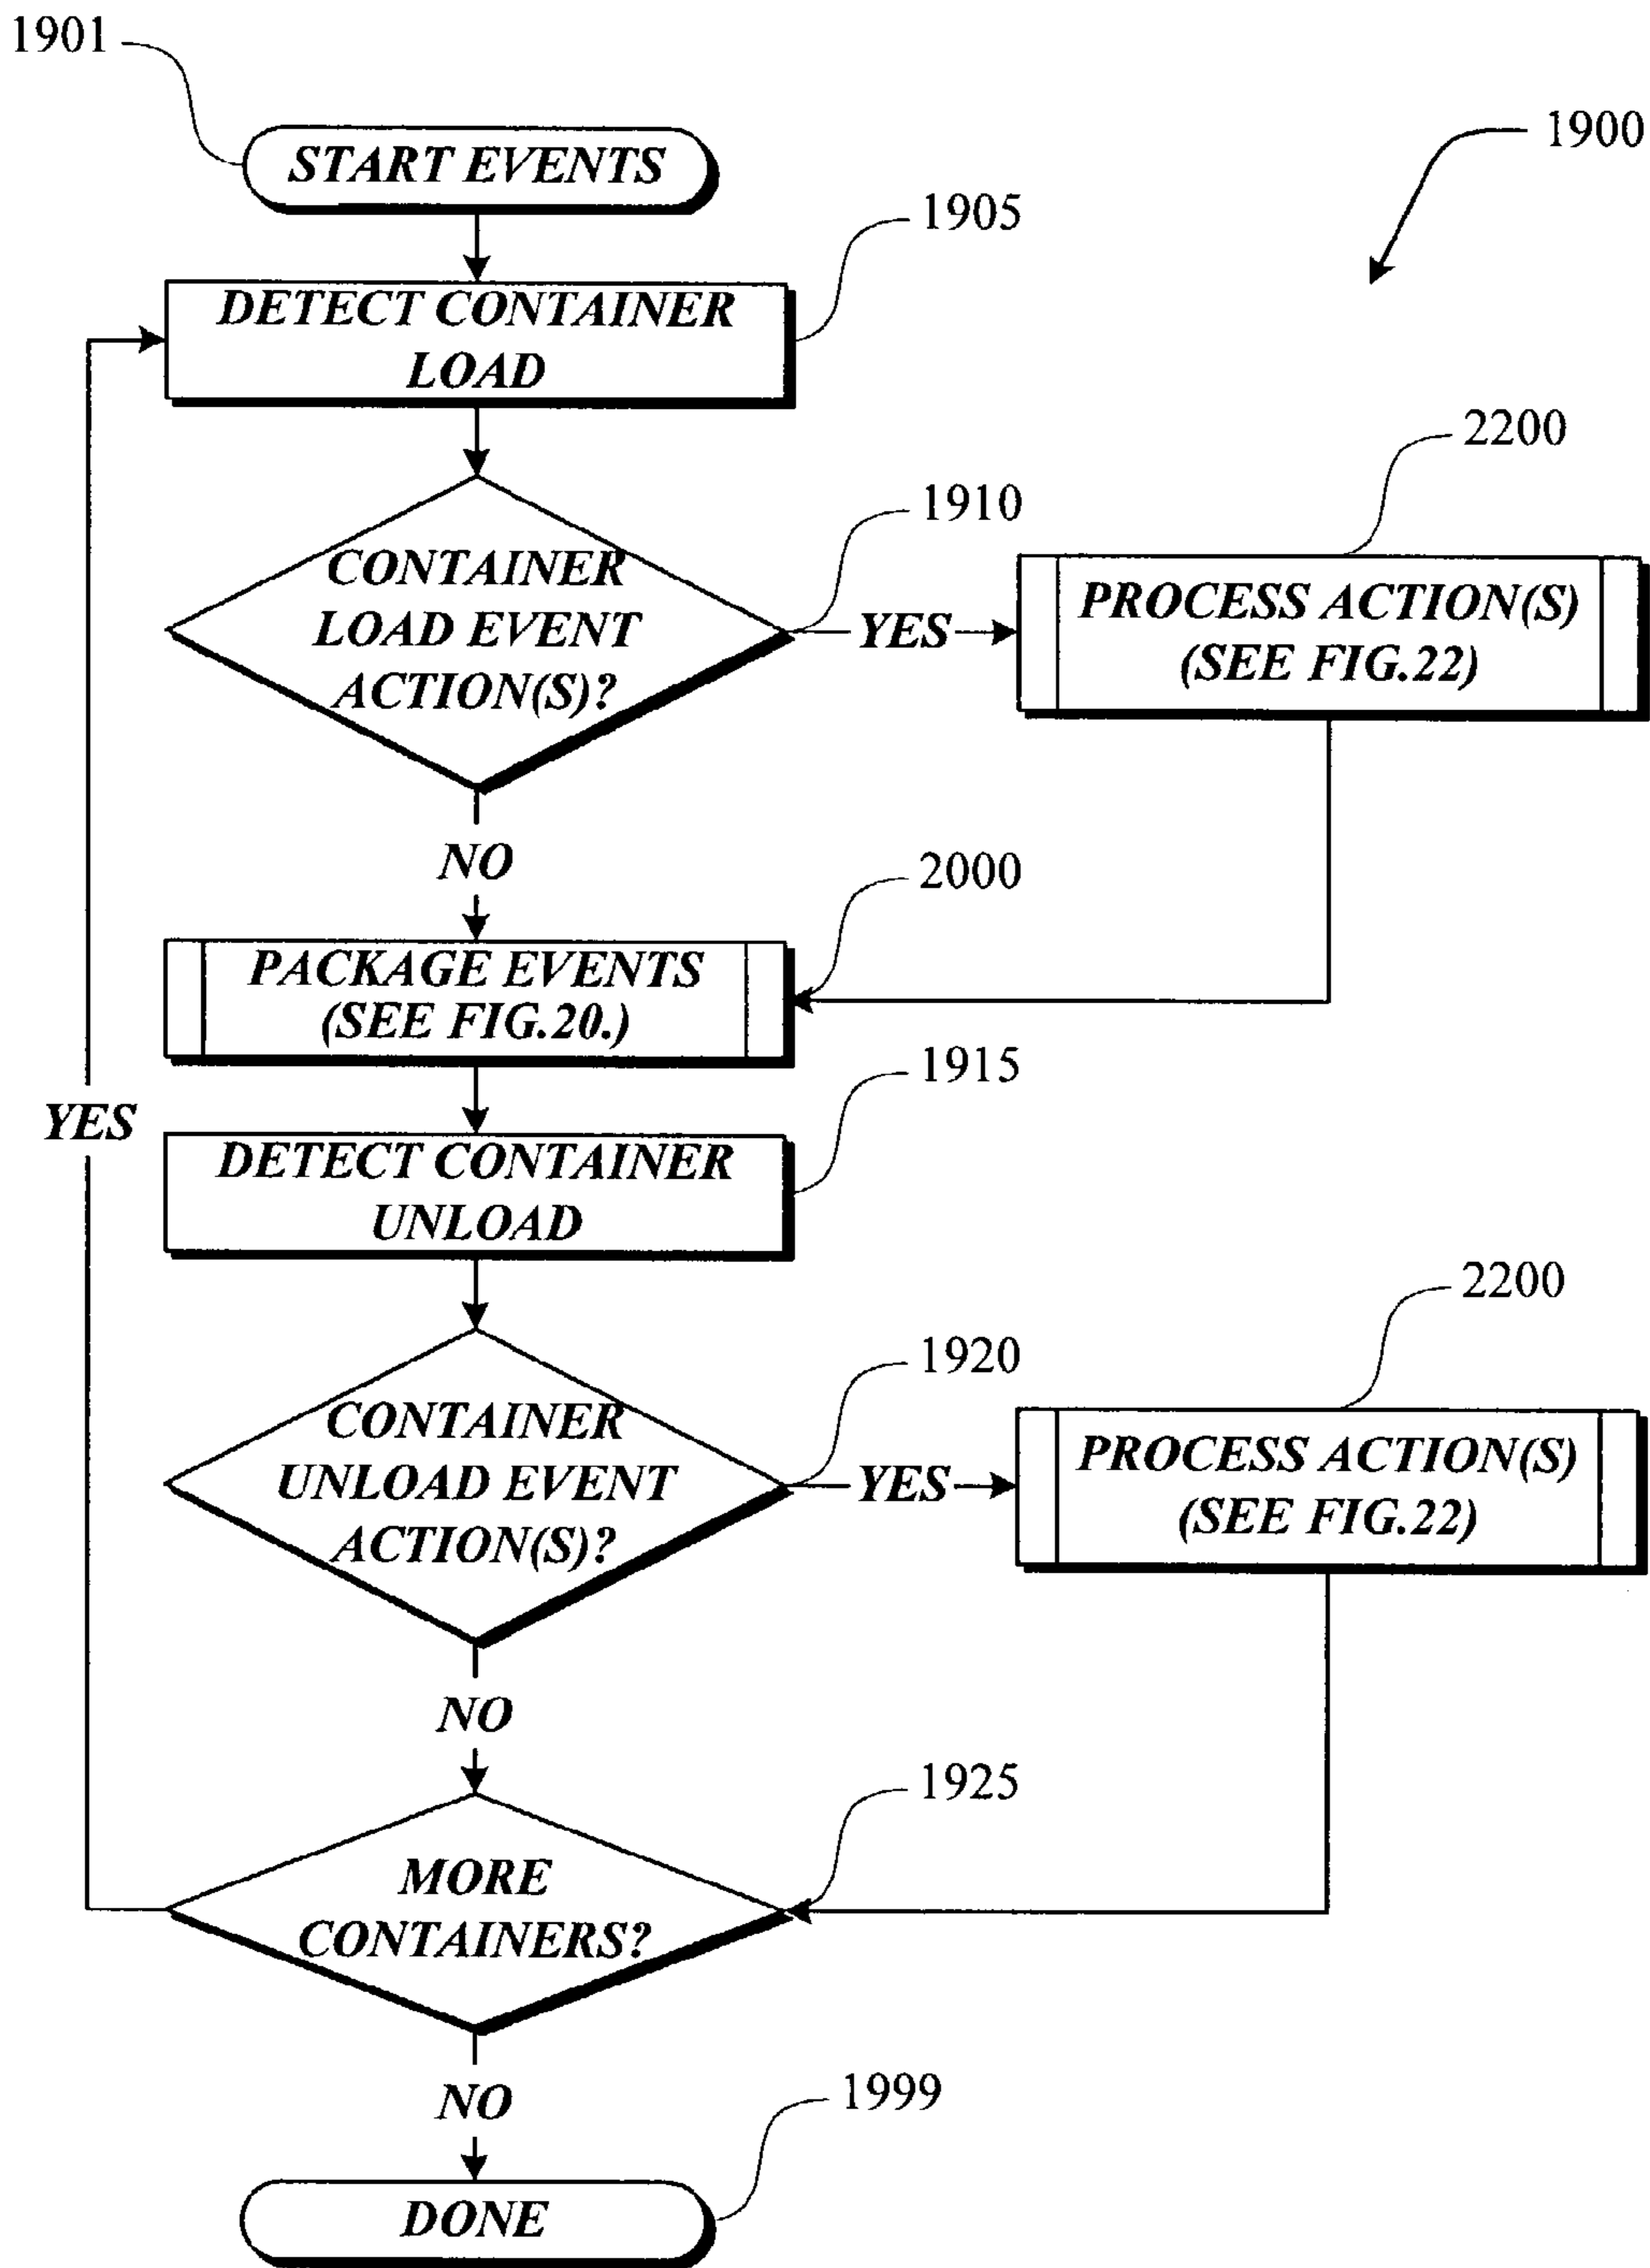 1901
START EVENTS
1900
1905
DETECT CONTAINER
LOAD
2200
1910
CONTAINER
LOAD EVENT
ACTION(S)?
YES
PROCESS ACTION(S)
(SEE FIG.22)
NO
2000
PACKAGE EVENTS
(SEE FIG.20.)
1915
YES
DETECT CONTAINER
UNLOAD
2200
1920
CONTAINER
UNLOAD EVENT
ACTION(S)?
YES
PROCESS ACTION(S)
(SEE FIG.22)
NO
1925
MORE
CONTAINERS?
NO
1999
DONE